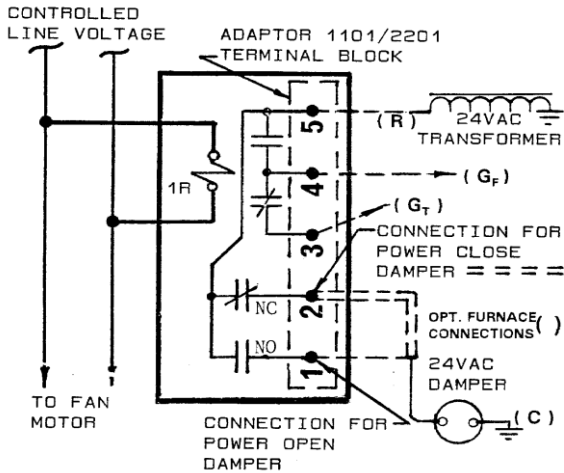 CONTROLLED
LINE VOLTAGE
ADAPTOR 1101/2201
TERMINAL BLOCK
5
(R)
24VAC
TRANSFORMER
1R
4
(GF)
(GT)
3
CONNECTION FOR
POWER CLOSE
DAMPER
NC
2
OPT. FURNACE
CONNECTIONS ( )
NO
1
24VAC
DAMPER
TO FAN
MOTOR
CONNECTION FOR
POWER OPEN
DAMPER
(C)